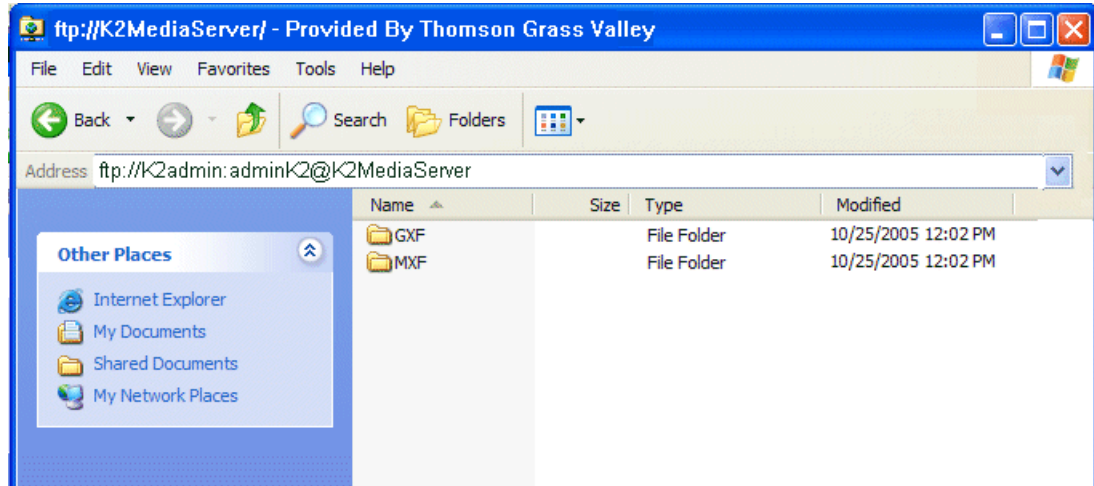 ftp://K2MediaServer/ - Provided By Thomson Grass Valley
File Edit View Favorites Tools Help
Back Search Folders
Address ftp://K2admin:adminK2@K2MediaServer
Name Size Type Modified
GXF File Folder 10/25/2005 12:02 PM
MXF File Folder 10/25/2005 12:02 PM
Other Places
Internet Explorer
My Documents
Shared Documents
My Network Places